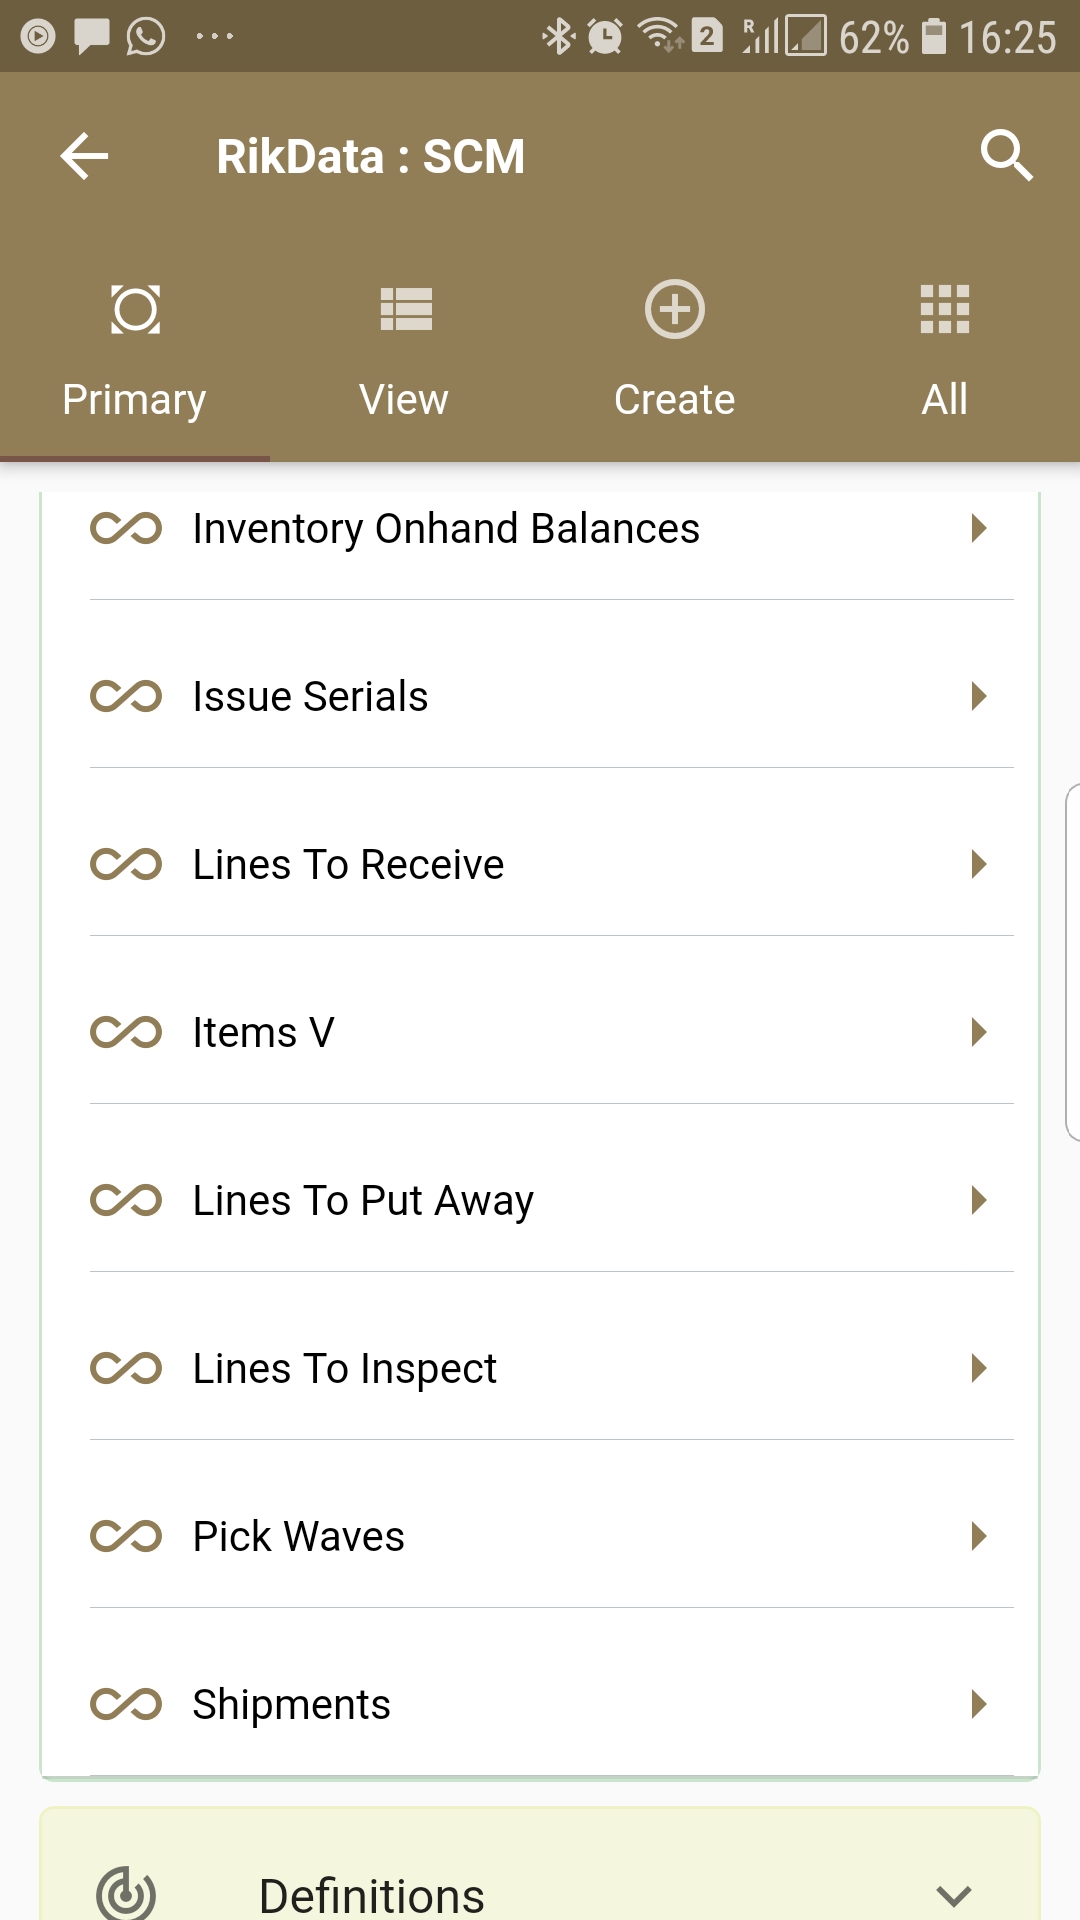 2 R 62% 16:25
RikData : SCM
Primary View Create All
Inventory Onhand Balances
Issue Serials
Lines To Receive
Items V
Lines To Put Away
Lines To Inspect
Pick Waves
Shipments
Definitions